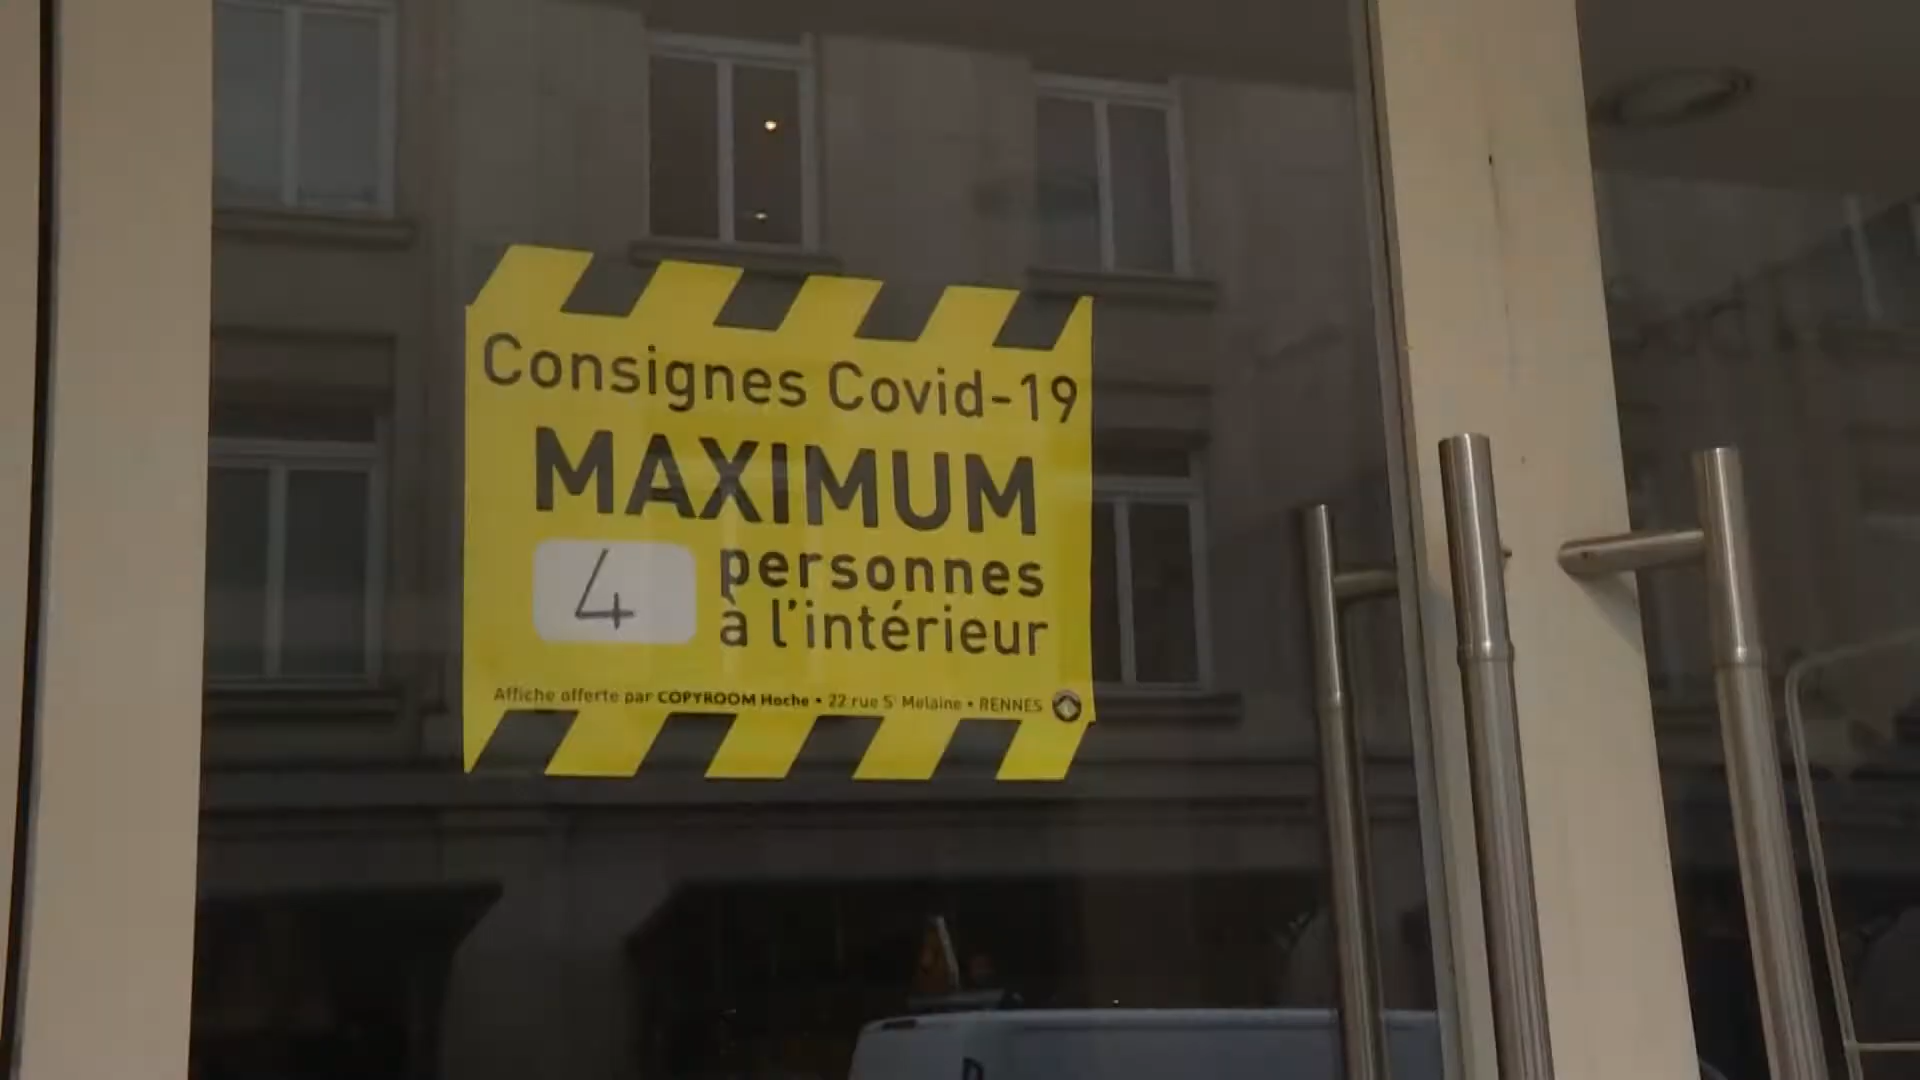 Consignes Covid-19
MAXIMUM
4 personnes
à l'intérieur
Affiche offerte par COPYROOM Hoche • 22 rue St Melaine • RENNES